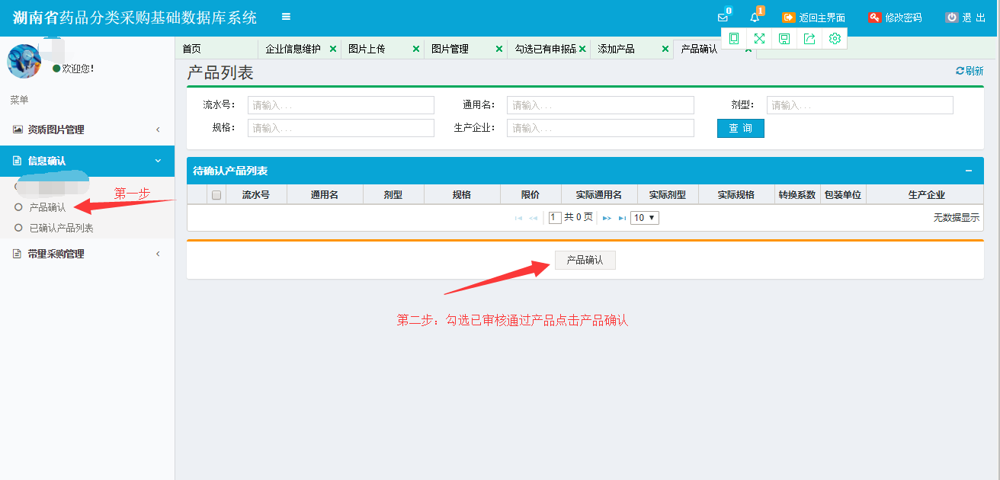 湖南省药品分类采购基础数据库系统
0
1
返回主界面
修改密码
退 出
欢迎您！
首页
企业信息维护
图片上传
图片管理
勾选已有申报品
添加产品
产品确认
菜单
资质图片管理
信息确认
第一步
产品确认
已确认产品列表
带量采购管理
产品列表
刷新
流水号：
请输入...
通用名：
请输入...
剂型：
请输入...
规格：
请输入...
生产企业：
请输入...
查 询
待确认产品列表
流水号 通用名 剂型 规格 限价 实际通用名 实际剂型 实际规格 转换系数 包装单位 生产企业
1 共 0 页 10 无数据显示
产品确认
第二步：勾选已审核通过产品点击产品确认